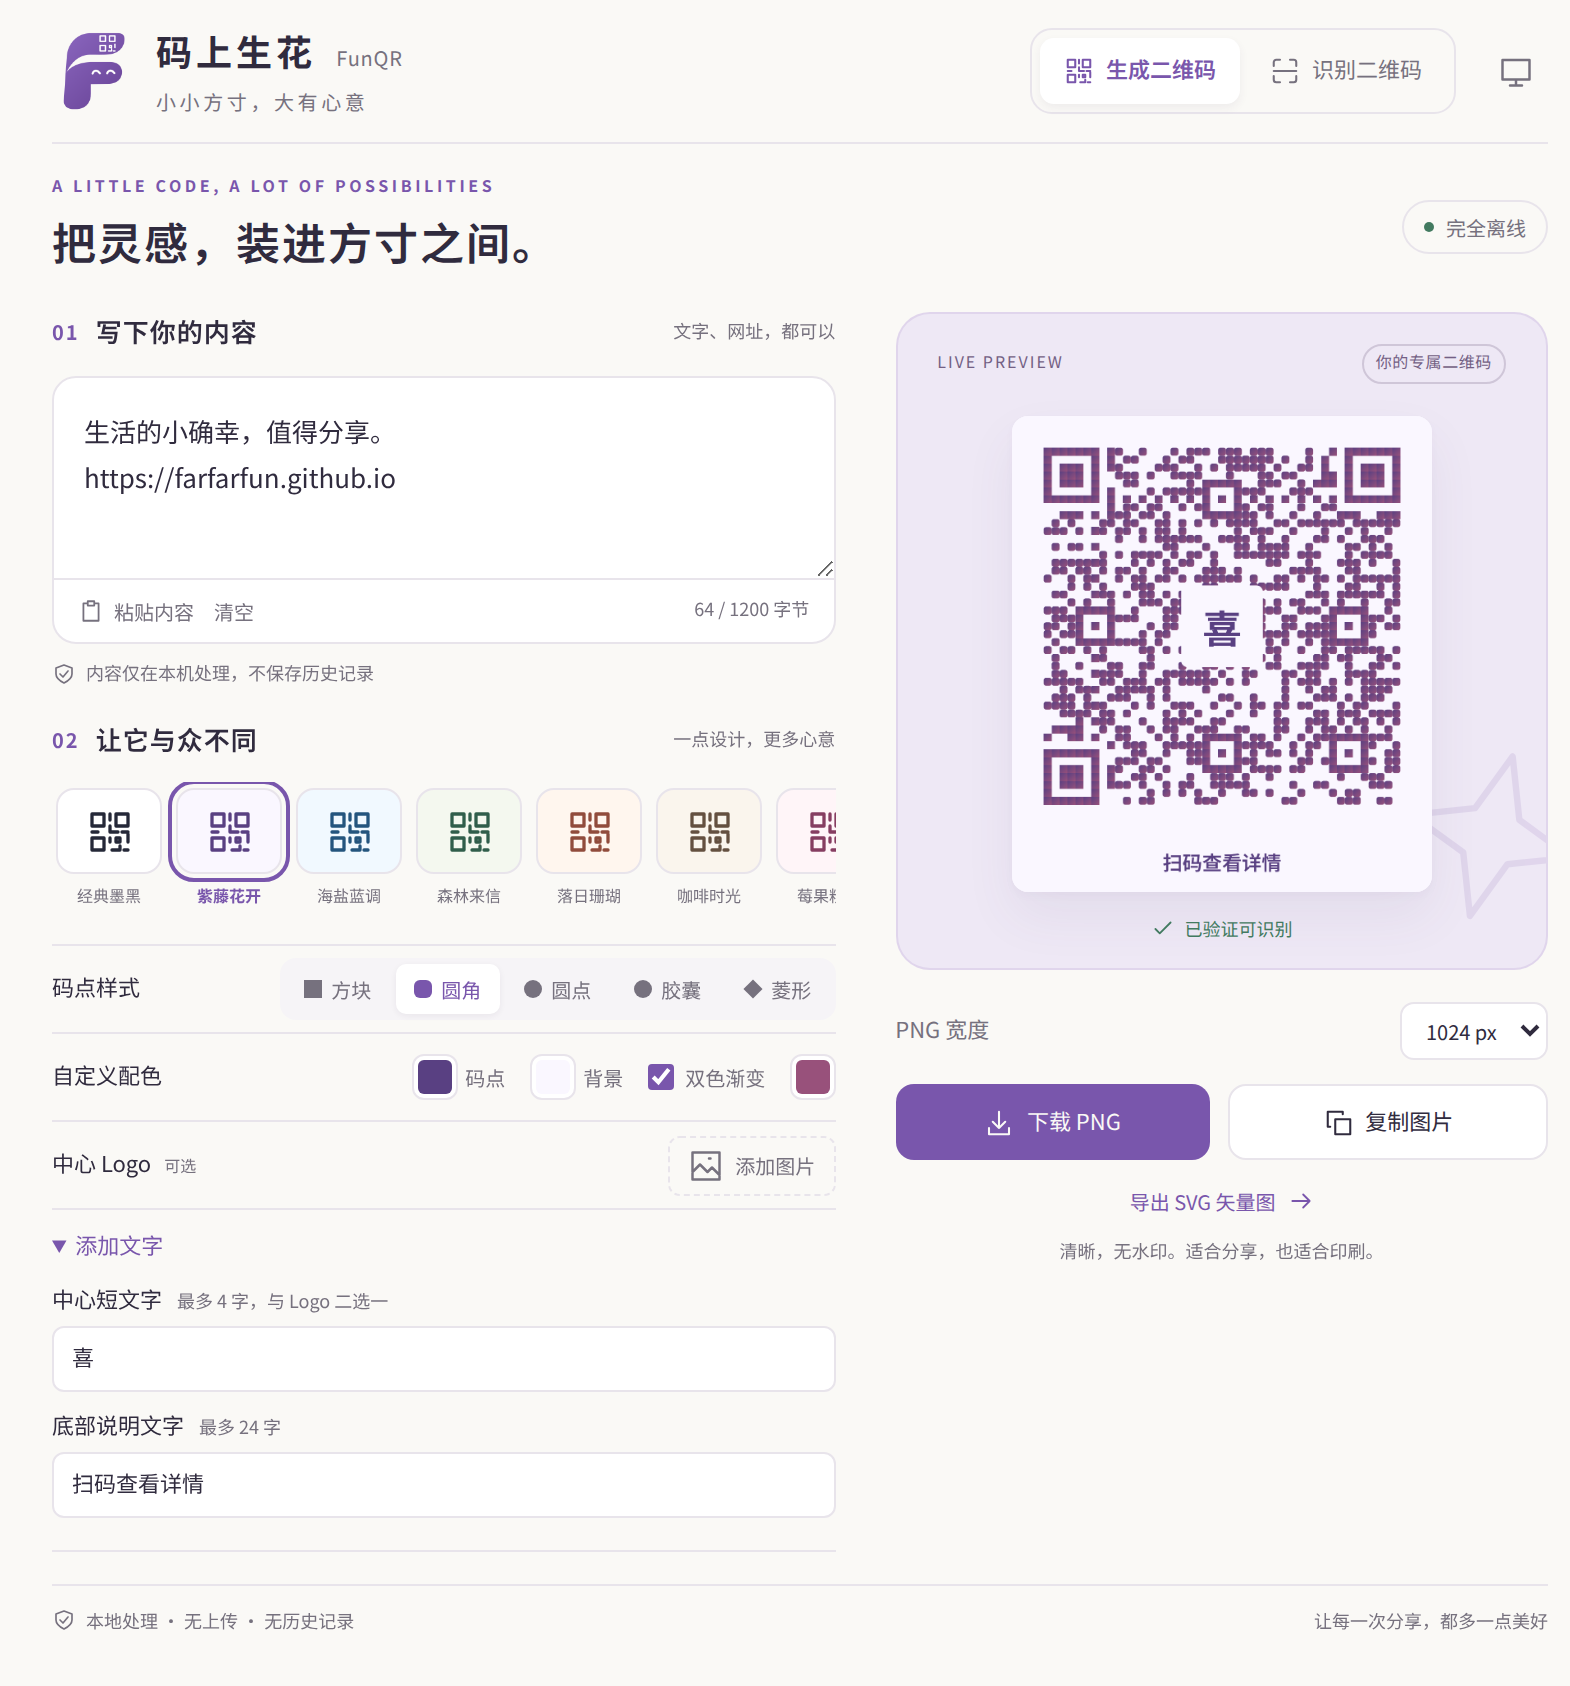 码上生花 FunQR
小小方寸，大有心意
生成二维码
识别二维码
A LITTLE CODE, A LOT OF POSSIBILITIES
把灵感，装进方寸之间。
完全离线
01 写下你的内容
文字、网址，都可以
生活的小确幸，值得分享。
https://farfarfun.github.io
粘贴内容 清空
64 / 1200 字节
内容仅在本机处理，不保存历史记录
02 让它与众不同
一点设计，更多心意
经典墨黑
紫藤花开
海盐蓝调
森林来信
落日珊瑚
咖啡时光
莓果
码点样式
方块
圆角
圆点
胶囊
菱形
自定义配色
码点
背景
双色渐变
中心 Logo 可选
添加图片
添加文字
中心短文字 最多 4 字，与 Logo 二选一
喜
底部说明文字 最多 24 字
扫码查看详情
LIVE PREVIEW
你的专属二维码
喜
扫码查看详情
已验证可识别
PNG 宽度
1024 px
下载 PNG
复制图片
导出 SVG 矢量图
清晰，无水印。适合分享，也适合印刷。
本地处理 · 无上传 · 无历史记录
让每一次分享，都多一点美好